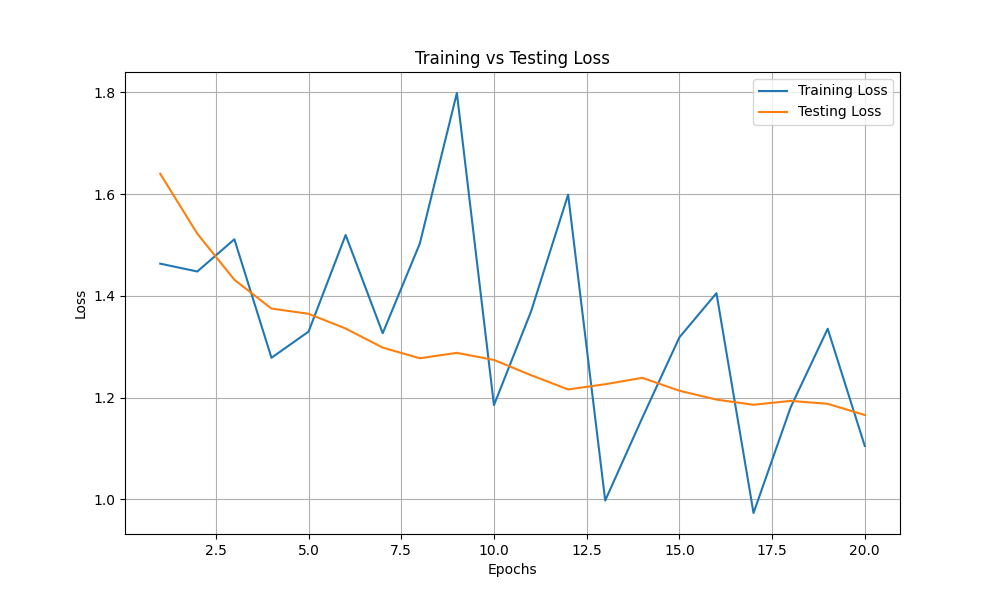 Training vs Testing Loss
Training Loss
Testing Loss
1.8
1.6
1.4
1.2
1.0
Loss
2.5 5.0 7.5 10.0 12.5 15.0 17.5 20.0
Epochs